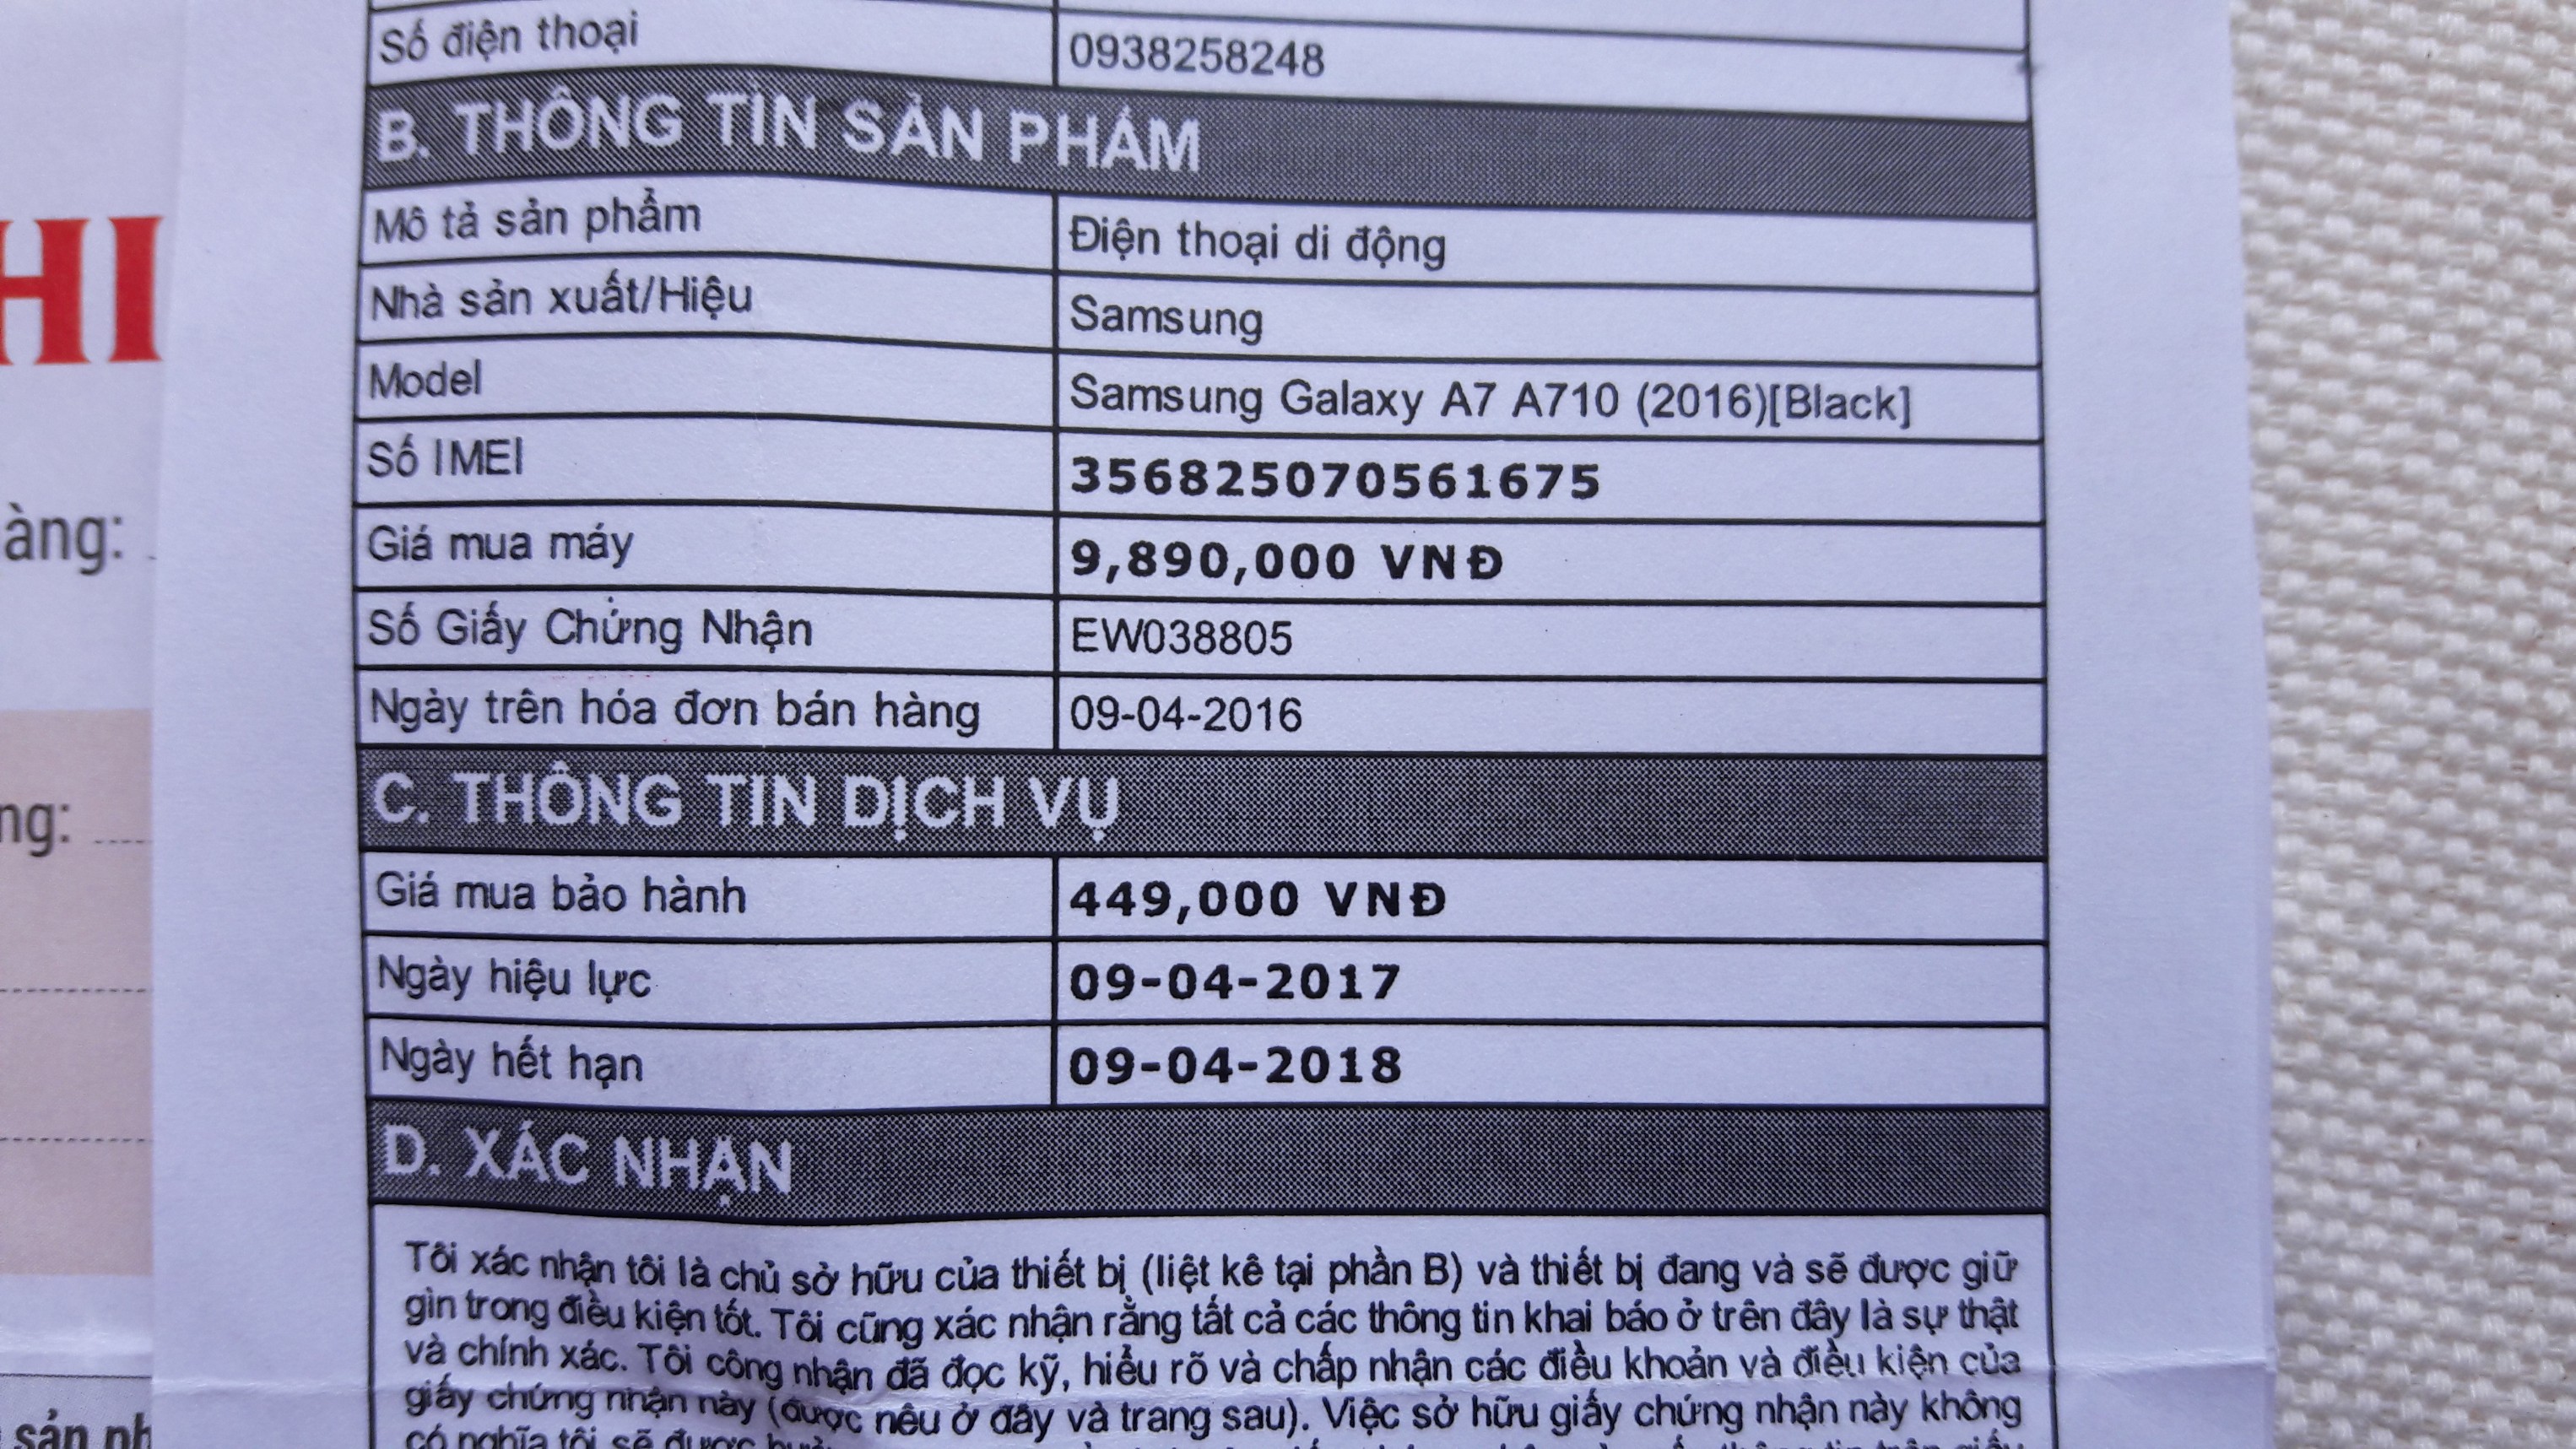 Số điện thoại 0938258248
B. THÔNG TIN SẢN PHẨM
HI
Mô tả sản phẩm Điện thoại di động
Nhà sản xuất/Hiệu Samsung
Model Samsung Galaxy A7 A710 (2016)[Black]
Số IMEI 356825070561675
àng:
Giá mua máy 9,890,000 VNĐ
Số Giấy Chứng Nhận EW038805
Ngày trên hóa đơn bán hàng 09-04-2016
C. THÔNG TIN DỊCH VỤ
ng:
Giá mua bảo hành 449,000 VNĐ
Ngày hiệu lực 09-04-2017
Ngày hết hạn 09-04-2018
D. XÁC NHẬN
Tôi xác nhận tôi là chủ sở hữu của thiết bị (liệt kê tại phần B) và thiết bị đang và sẽ được giữ
gìn trong điều kiện tốt. Tôi cũng xác nhận rằng tất cả các thông tin khai báo ở trên đây là sự thật
và chính xác. Tôi công nhận đã đọc kỹ, hiểu rõ và chấp nhận các điều khoản và điều kiện của
giấy chứng nhận này (được nêu ở đây và trang sau). Việc sở hữu giấy chứng nhận này không
sản ph
có nghĩa tôi sẽ được